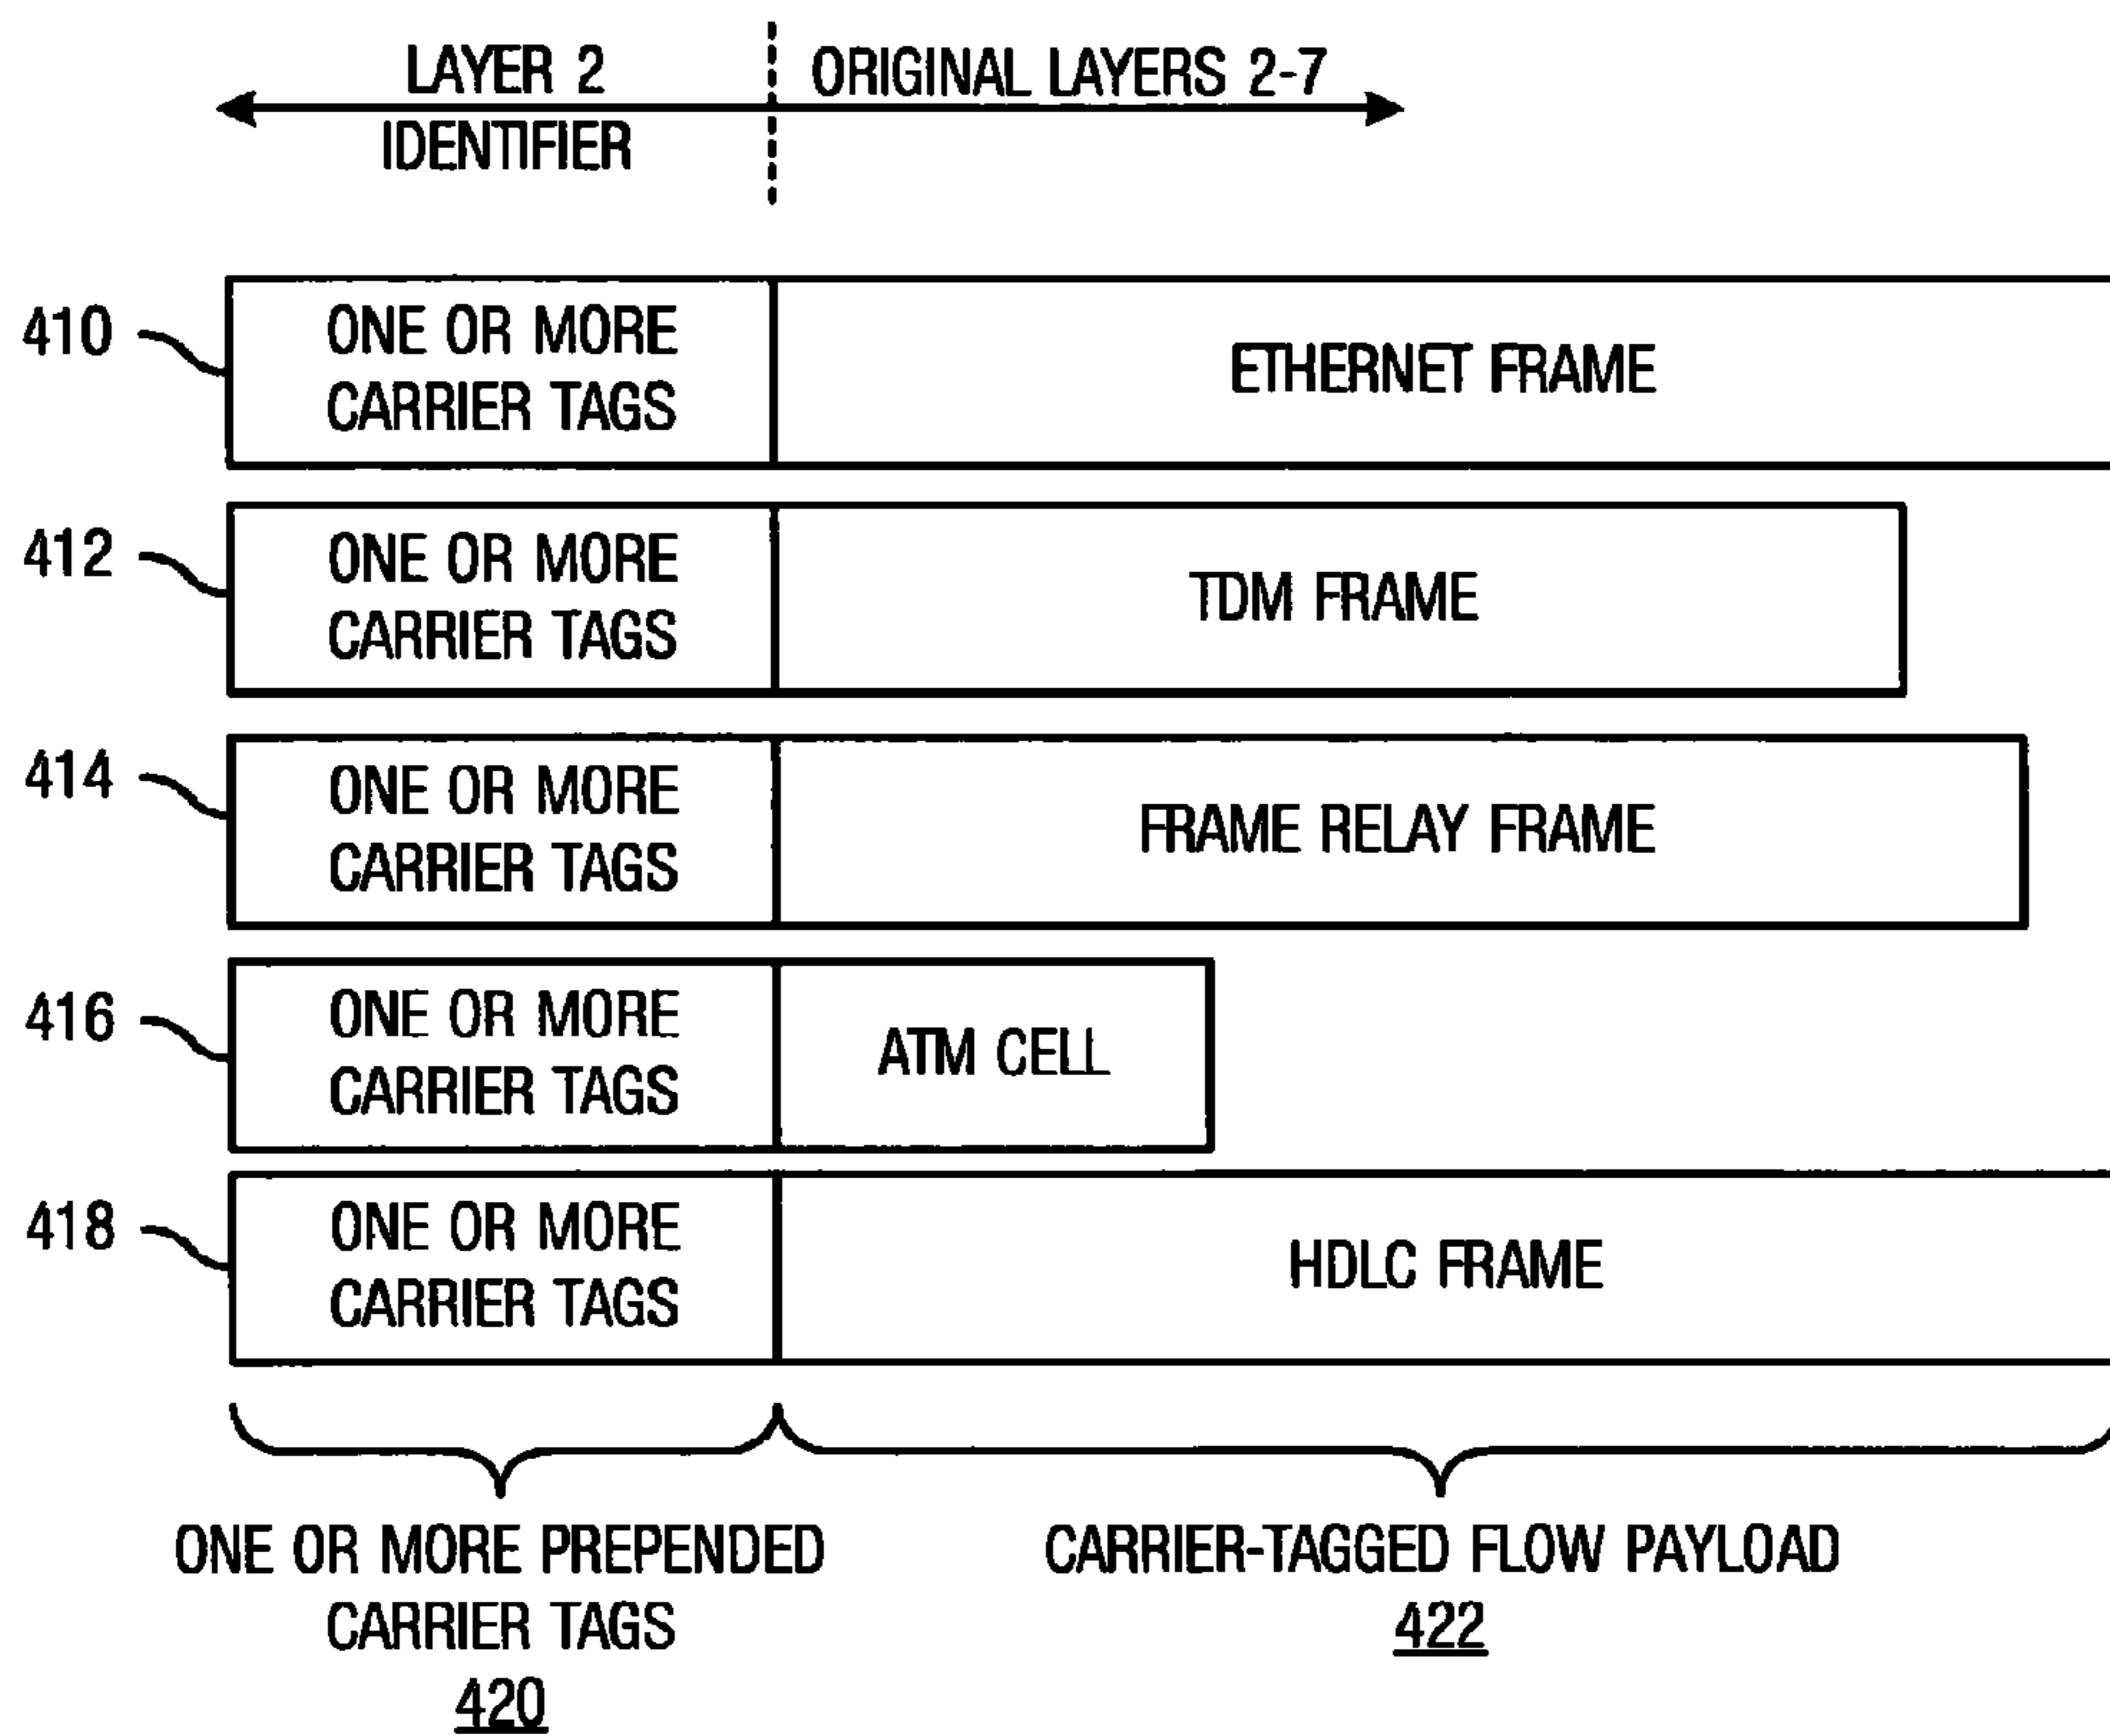 LAYER 2
IDENTIFIER
ORIGINAL LAYERS 2-7
410
ONE OR MORE
CARRIER TAGS
ETHERNET FRAME
412
ONE OR MORE
CARRIER TAGS
TDM FRAME
414
ONE OR MORE
CARRIER TAGS
FRAME RELAY FRAME
416
ONE OR MORE
CARRIER TAGS
ATM CELL
418
ONE OR MORE
CARRIER TAGS
HDLC FRAME
ONE OR MORE PREPENDED
CARRIER TAGS
420
CARRIER-TAGGED FLOW PAYLOAD
422